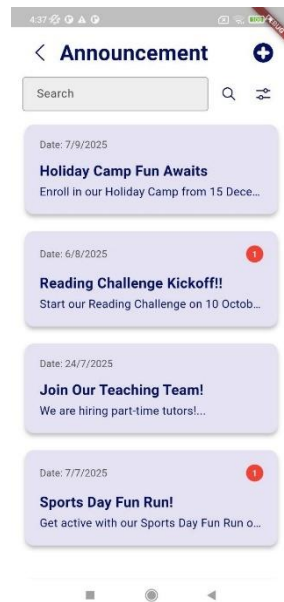 4:37
Announcement
Search
Date: 7/9/2025
Holiday Camp Fun Awaits
Enroll in our Holiday Camp from 15 Dece...
Date: 6/8/2025
1
Reading Challenge Kickoff!!
Start our Reading Challenge on 10 Octob...
Date: 24/7/2025
Join Our Teaching Team!
We are hiring part-time tutors!...
Date: 7/7/2025
1
Sports Day Fun Run!
Get active with our Sports Day Fun Run o...